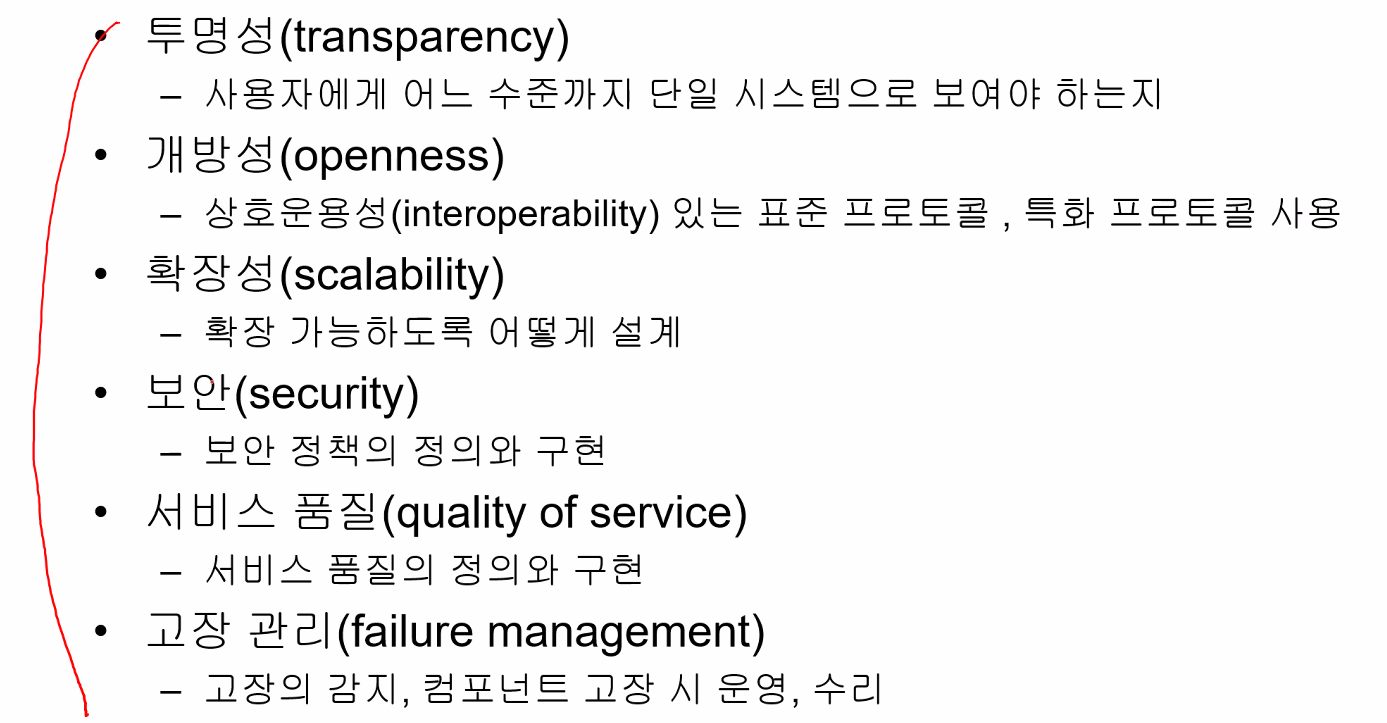 • 투명성(transparency)
– 사용자에게 어느 수준까지 단일 시스템으로 보여야 하는지
• 개방성(openness)
– 상호운용성(interoperability) 있는 표준 프로토콜 , 특화 프로토콜 사용
• 확장성(scalability)
– 확장 가능하도록 어떻게 설계
• 보안(security)
– 보안 정책의 정의와 구현
• 서비스 품질(quality of service)
– 서비스 품질의 정의와 구현
• 고장 관리(failure management)
– 고장의 감지, 컴포넌트 고장 시 운영, 수리